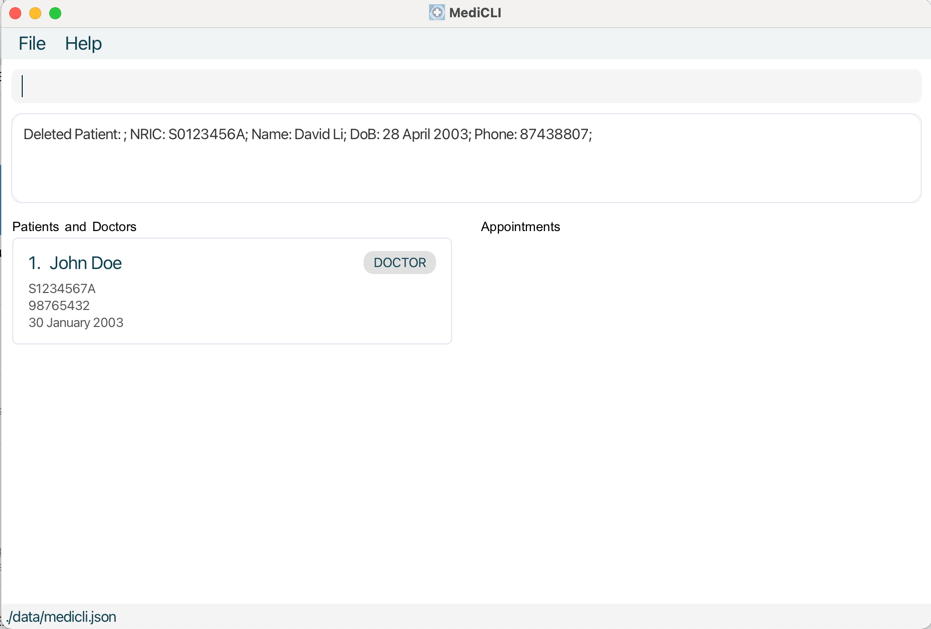 MediCLI
File Help
Deleted Patient: ; NRIC: S0123456A; Name: David Li; DoB: 28 April 2003; Phone: 87438807;
Patients and Doctors
Appointments
1. John Doe
DOCTOR
S1234567A
98765432
30 January 2003
./data/medicli.json